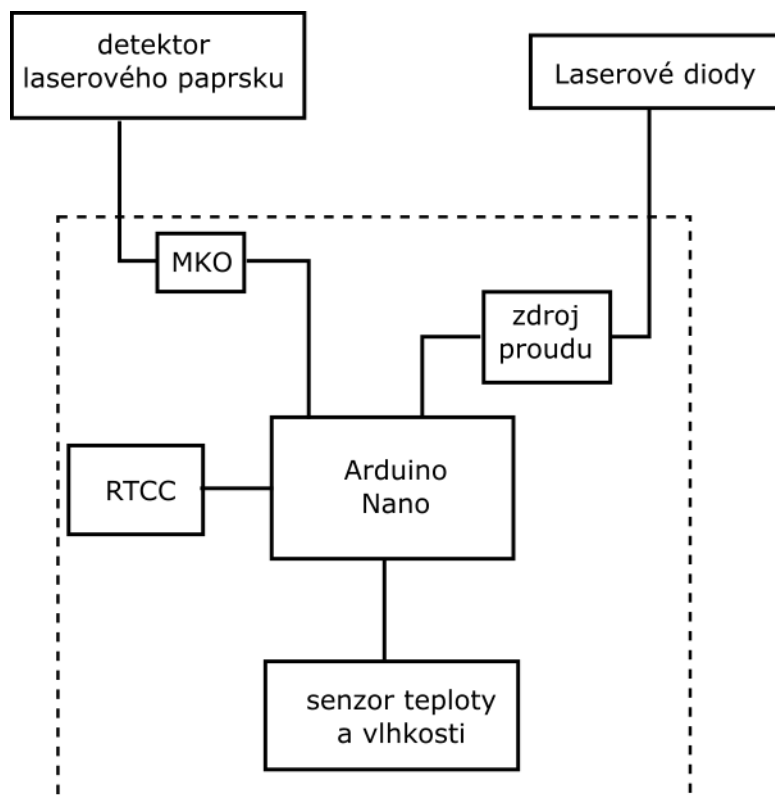 detektor
laserového paprsku
Laserové diody
MKO
zdroj
proudu
RTCC
Arduino
Nano
senzor teploty
a vlhkosti